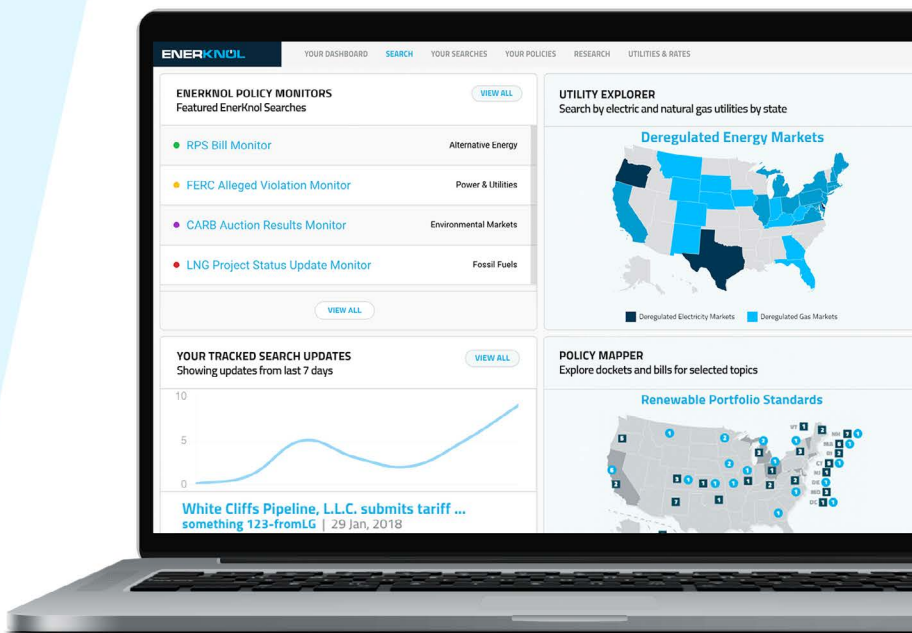 ENERKNOL
YOUR DASHBOARD SEARCH YOUR SEARCHES YOUR POLICIES RESEARCH UTILITIES & RATES
ENERKNOL POLICY MONITORS
Featured EnerKnol Searches
VIEW ALL
RPS Bill Monitor Alternative Energy
FERC Alleged Violation Monitor Power & Utilities
CARB Auction Results Monitor Environmental Markets
LNG Project Status Update Monitor Fossil Fuels
VIEW ALL
UTILITY EXPLORER
Search by electric and natural gas utilities by state
Deregulated Energy Markets
Deregulated Electricity Markets Deregulated Gas Markets
YOUR TRACKED SEARCH UPDATES
Showing updates from last 7 days
VIEW ALL
10
5
0
White Cliffs Pipeline, L.L.C. submits tariff ...
something 123-fromLG | 29 Jan, 2018
POLICY MAPPER
Explore dockets and bills for selected topics
Renewable Portfolio Standards
VT 1
NH 7 1